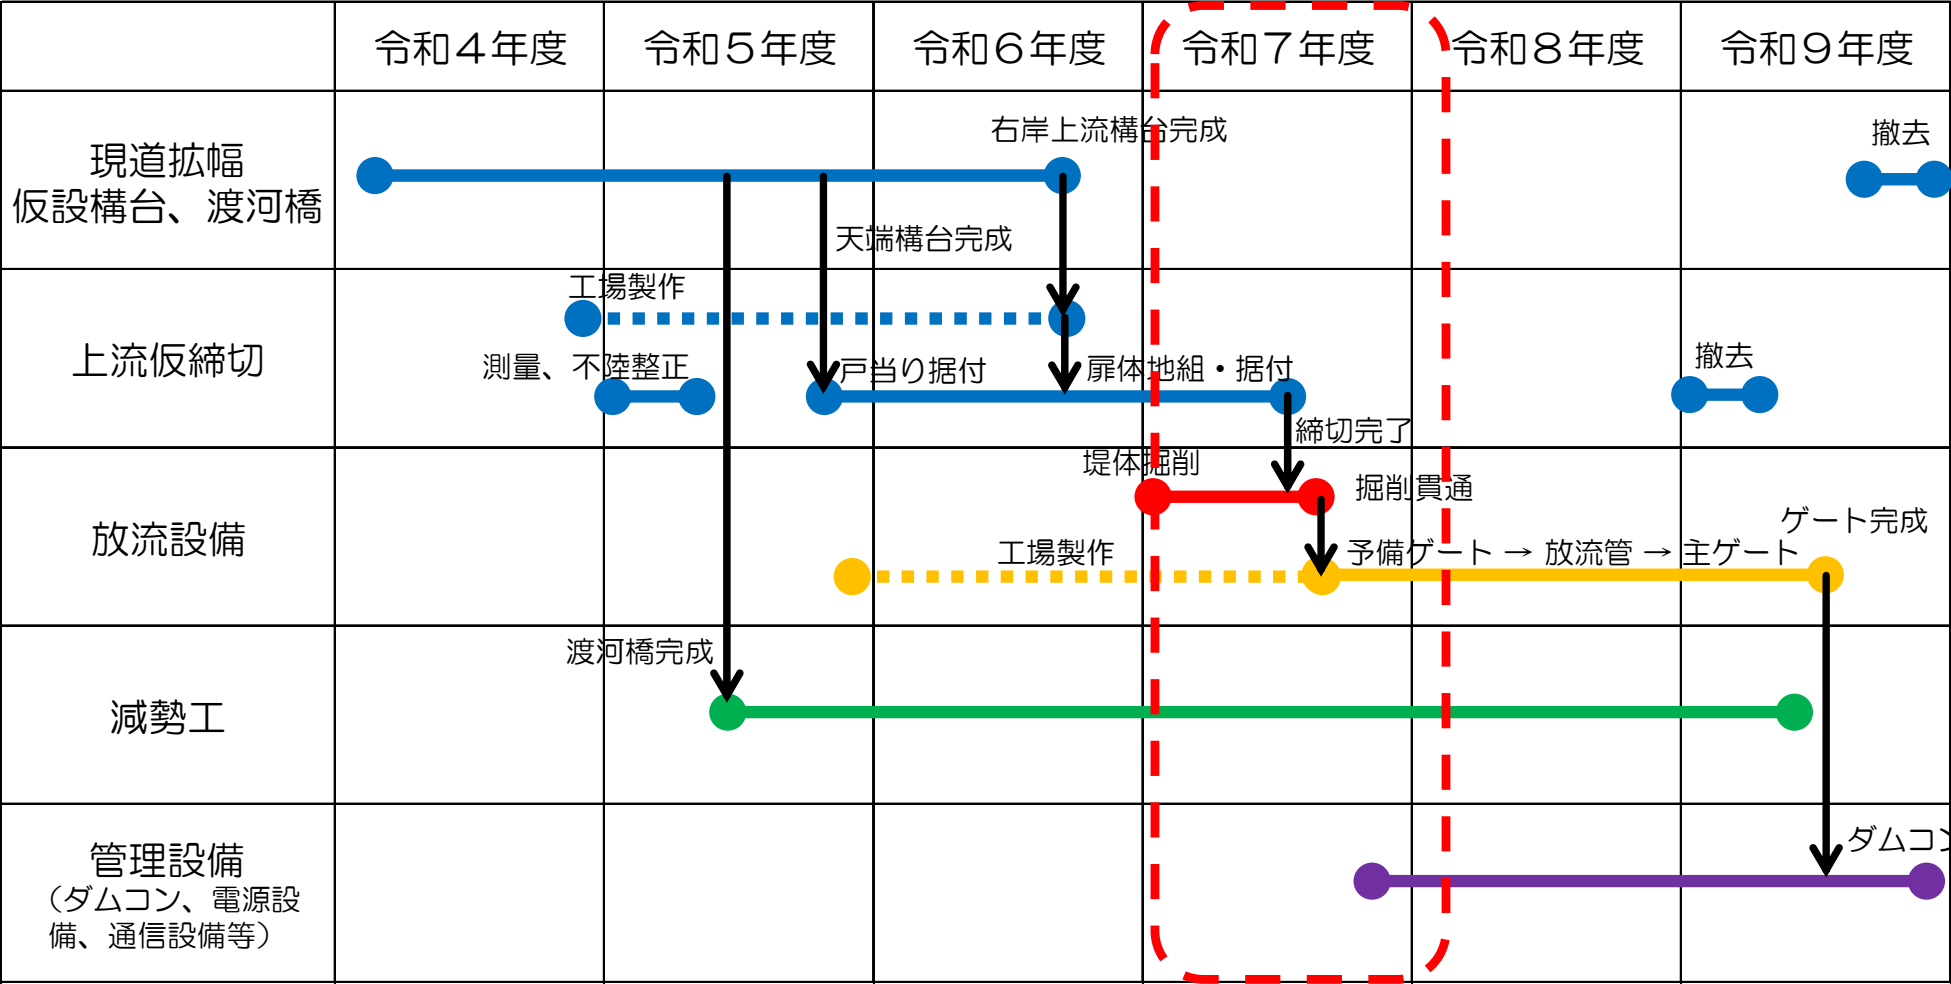 令和４年度
令和５年度
令和６年度
令和７年度
令和８年度
令和９年度
現道拡幅
仮設構台、渡河橋
右岸上流構台完成
撤去
天端構台完成
上流仮締切
工場製作
測量、不陸整正
戸当り据付
扉体地組・据付
撤去
締切完了
放流設備
堤体掘削
掘削貫通
工場製作
予備ゲート → 放流管 → 主ゲート
ゲート完成
減勢工
渡河橋完成
管理設備
（ダムコン、電源設
備、通信設備等）
ダムコン